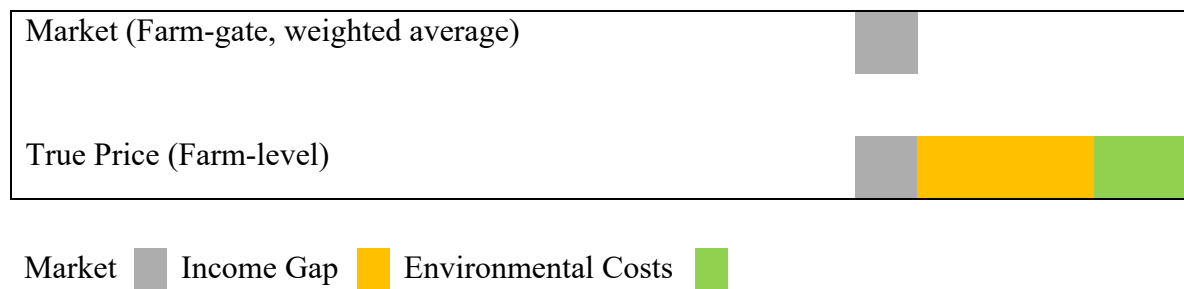 Market (Farm-gate, weighted average)
True Price (Farm-level)
Market Income Gap Environmental Costs